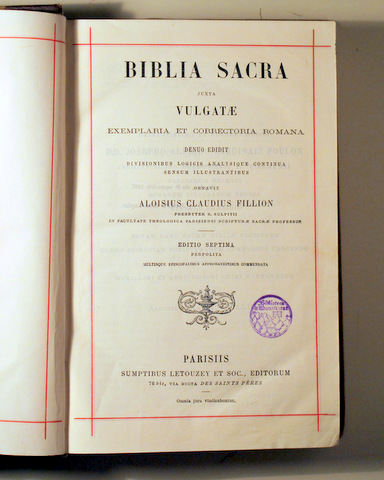 BIBLIA SACRA
JUXTA
VULGATÆ
EXEMPLARIA ET CORRECTORIA ROMANA
DENUO EDIDIT
DIVISIONIBUS LOGICIS ANALYSIQUE CONTINUA
SENSUM ILLUSTRANTIBUS
ORNAVIT
ALOISIUS CLAUDIUS FILLION
PRESBYTER S. SULPITII
IN FACULTATE THEOLOGICA PARISIENSI SCRIPTURÆ SACRÆ PROFESSOR
EDITIO SEPTIMA
PERPOLITA
MULTISQUE EPISCOPALIBUS APPROBATIONIBUS COMMENDATA
PARISIIS
SUMPTIBUS LETOUZEY ET SOC., EDITORUM
76 bis, VIA DICTA DES SAINTS PÈRES
Omnia jura vindicabuntur.